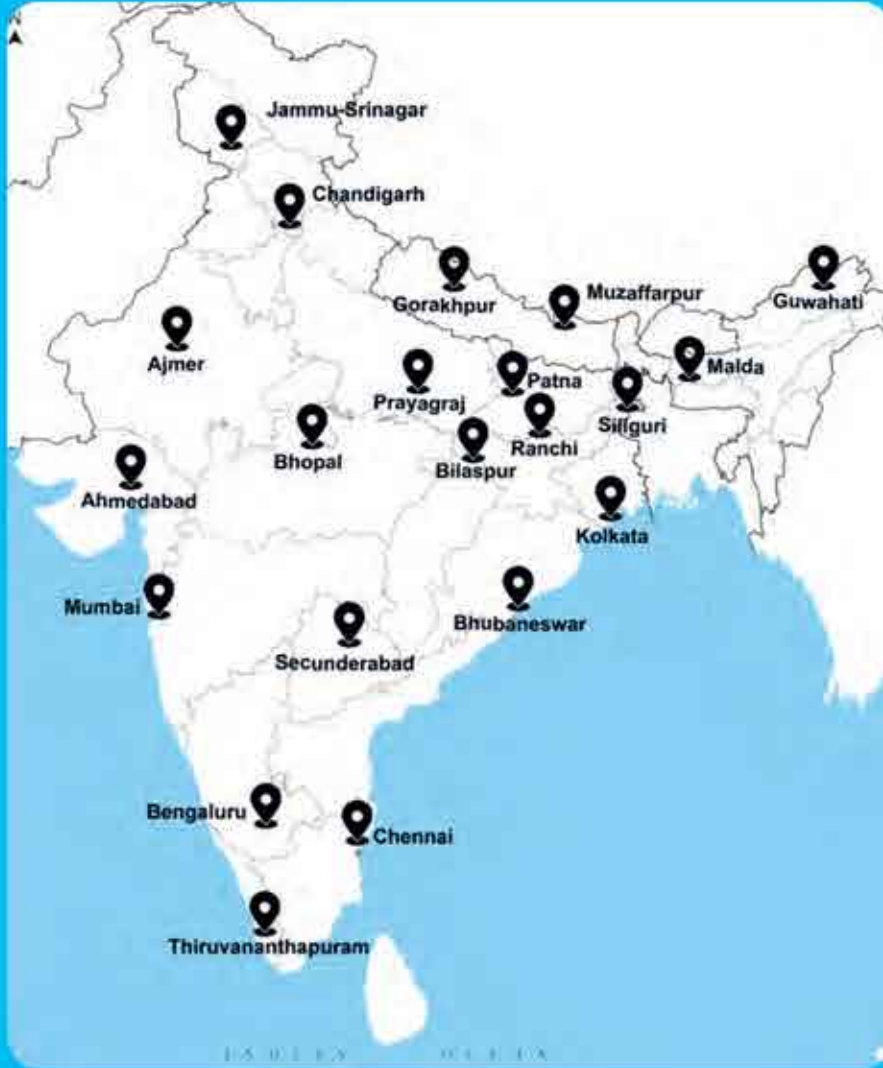 N
Jammu-Srinagar
Chandigarh
Gorakhpur
Muzaffarpur
Guwahati
Ajmer
Malda
Prayagraj
Patna
Siliguri
Bhopal
Ranchi
Bilaspur
Ahmedabad
Kolkata
Mumbai
Bhubaneswar
Secunderabad
Bengaluru
Chennai
Thiruvananthapuram